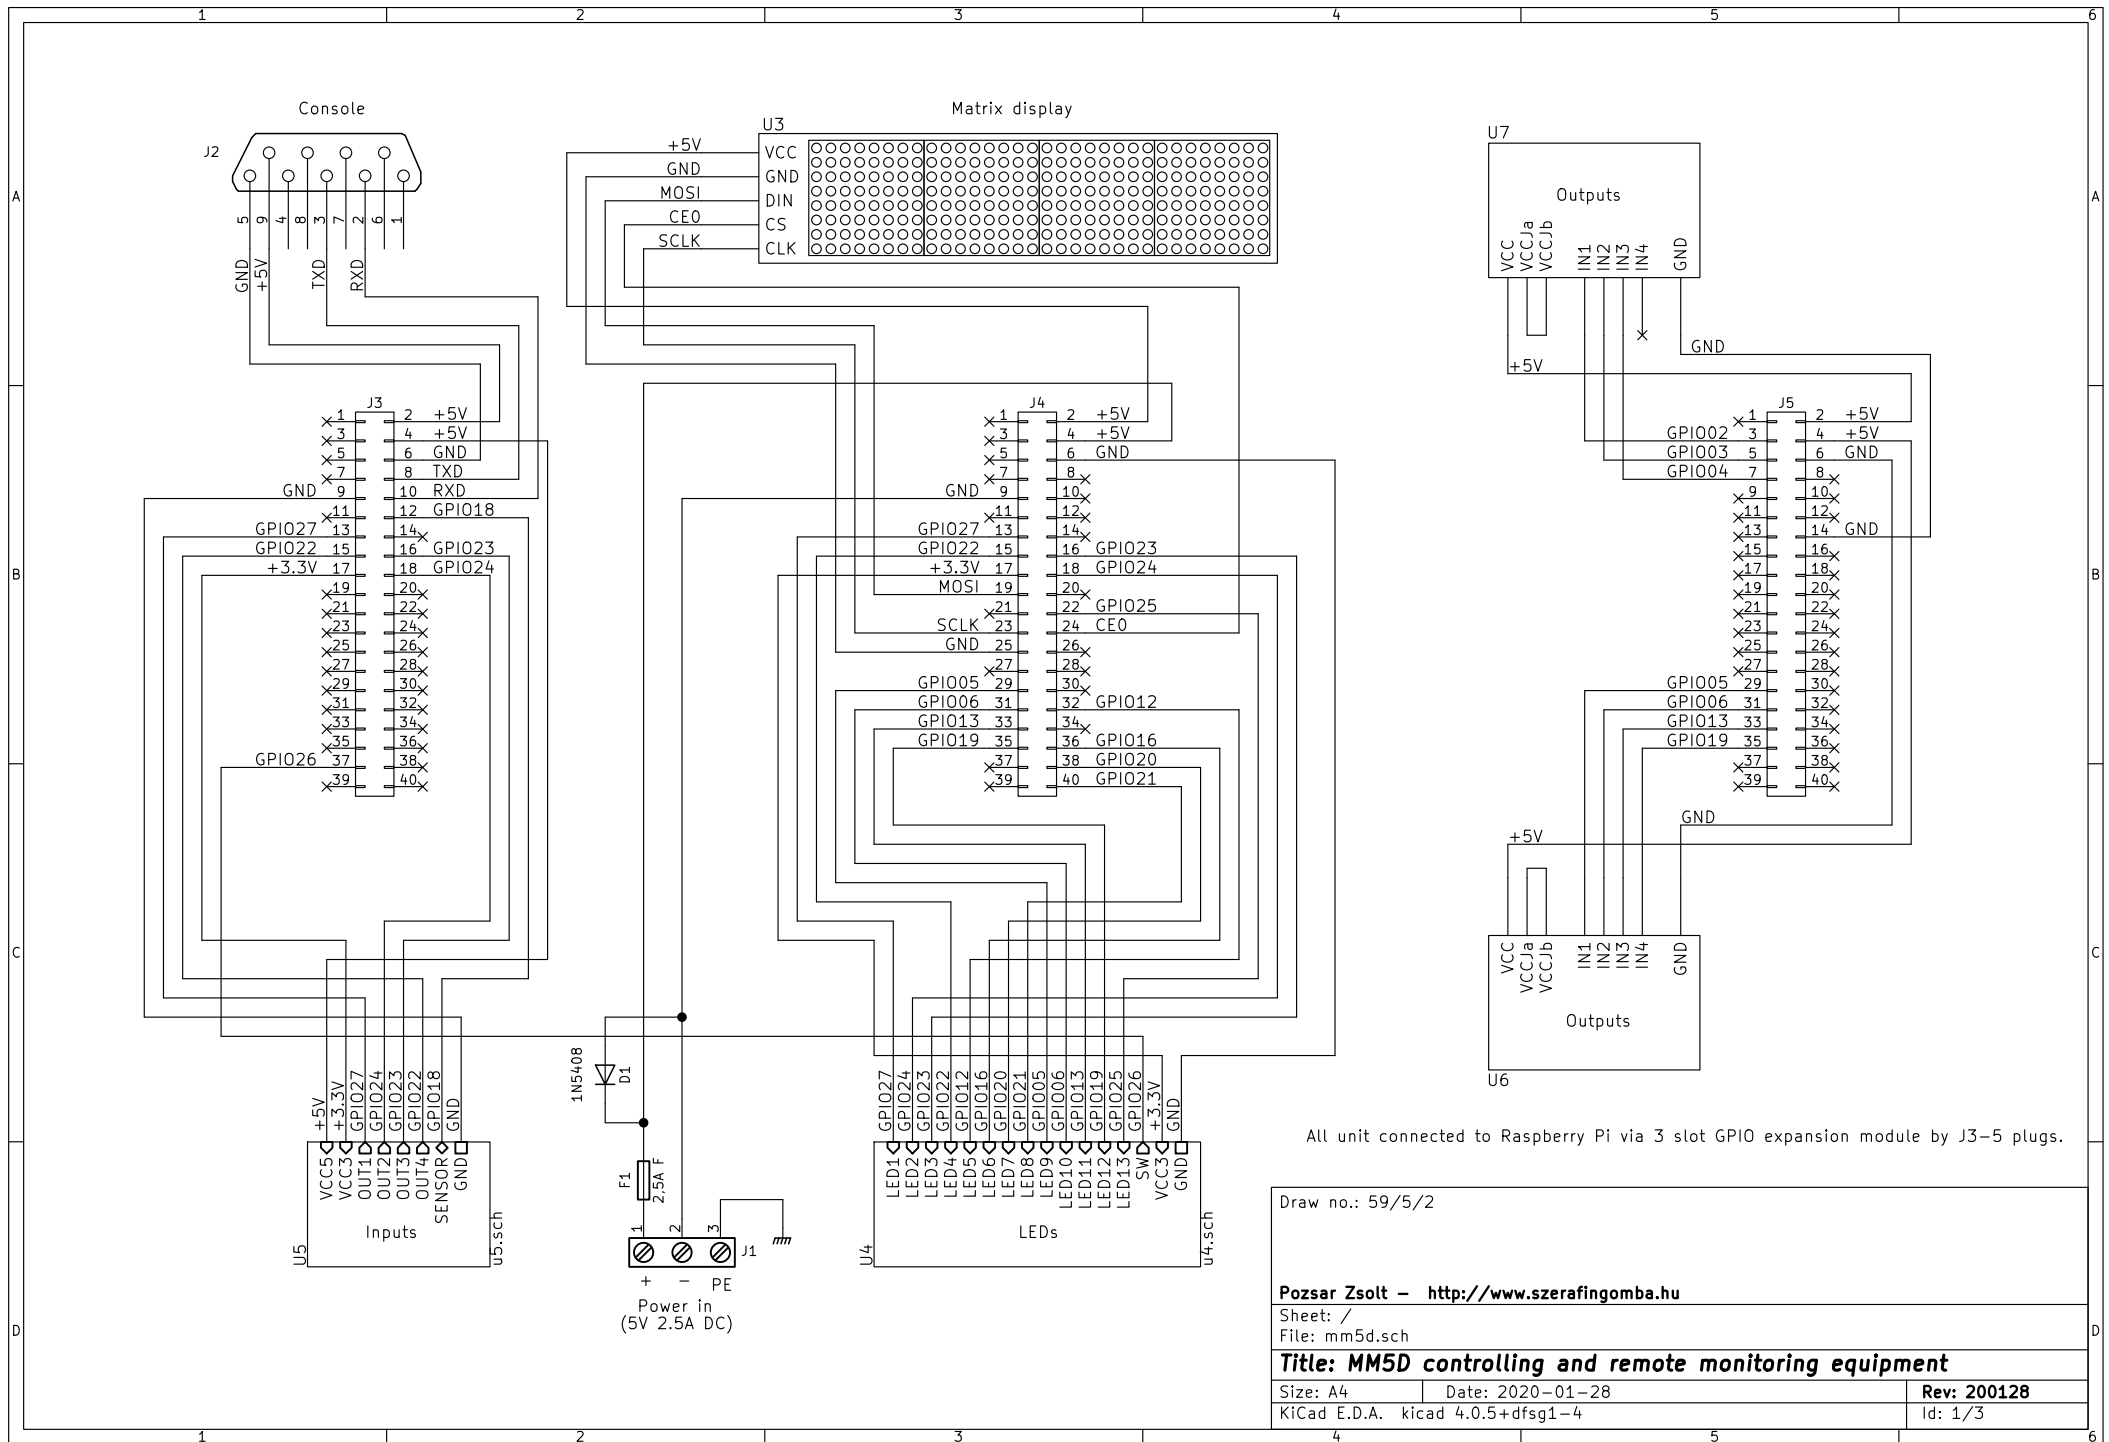 1 2 3 4 5 6
A
B
C
D
A
B
C
D
1 2 3 4 5 6
Console
J2
5 9 4 8 3 7 2 6 1
GND
+5V
TXD
RXD
Matrix display
U3
+5V VCC
GND GND
MOSI DIN
CE0 CS
SCLK CLK
U7
Outputs
VCC
VCCJa
VCCJb
IN1
IN2
IN3
IN4
GND
GND
+5V
J3
1 2 +5V
3 4 +5V
5 6 GND
7 8 TXD
GND 9 10 RXD
11 12 GPIO18
GPIO27 13 14
GPIO22 15 16 GPIO23
+3.3V 17 18 GPIO24
19 20
21 22
23 24
25 26
27 28
29 30
31 32
33 34
35 36
GPIO26 37 38
39 40
J4
1 2 +5V
3 4 +5V
5 6 GND
7 8
GND 9 10
11 12
GPIO27 13 14
GPIO22 15 16 GPIO23
+3.3V 17 18 GPIO24
MOSI 19 20
21 22 GPIO25
SCLK 23 24 CE0
GND 25 26
27 28
GPIO05 29 30
GPIO06 31 32 GPIO12
GPIO13 33 34
GPIO19 35 36 GPIO16
37 38 GPIO20
39 40 GPIO21
J5
1 2 +5V
GPIO02 3 4 +5V
GPIO03 5 6 GND
GPIO04 7 8
9 10
11 12
13 14 GND
15 16
17 18
19 20
21 22
23 24
25 26
27 28
GPIO05 29 30
GPIO06 31 32
GPIO13 33 34
GPIO19 35 36
37 38
39 40
GND
+5V
VCC
VCCJa
VCCJb
IN1
IN2
IN3
IN4
GND
Outputs
U6
+5V
+3.3V
GPIO27
GPIO24
GPIO23
GPIO22
GPIO18
GND
VCC5
VCC3
OUT1
OUT2
OUT3
OUT4
SENSOR
GND
Inputs
U5
u5.sch
1N5408
D1
F1
2,5A F
1 2 3
J1
+ − PE
Power in
(5V 2.5A DC)
GPIO27
GPIO24
GPIO23
GPIO22
GPIO12
GPIO16
GPIO20
GPIO21
GPIO05
GPIO06
GPIO13
GPIO19
GPIO25
GPIO26
+3.3V
GND
LED1
LED2
LED3
LED4
LED5
LED6
LED7
LED8
LED9
LED10
LED11
LED12
LED13
SW
VCC3
GND
LEDs
U4
u4.sch
All unit connected to Raspberry Pi via 3 slot GPIO expansion module by J3-5 plugs.
Draw no.: 59/5/2
Pozsar Zsolt – http://www.szerafingomba.hu
Sheet: /
File: mm5d.sch
Title: MM5D controlling and remote monitoring equipment
Size: A4 Date: 2020-01-28 Rev: 200128
KiCad E.D.A. kicad 4.0.5+dfsg1-4 Id: 1/3